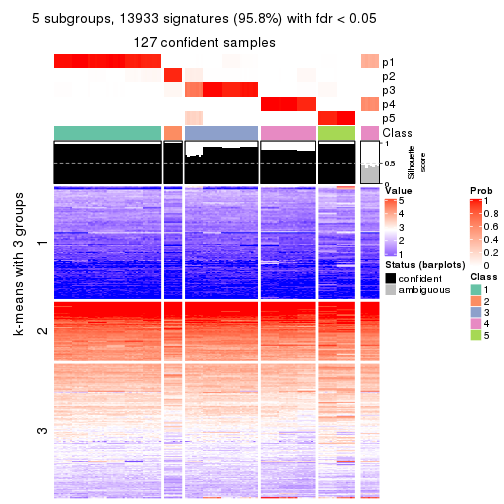 5 subgroups, 13933 signatures (95.8%) with fdr < 0.05
127 confident samples
p1
p2
p3
p4
p5
Class
1
0.5
0
Silhouette
score
k-means with 3 groups
1
2
3
Value
5
4
3
2
1
Status (barplots)
confident
ambiguous
Prob
1
0.8
0.6
0.4
0.2
0
Class
1
2
3
4
5